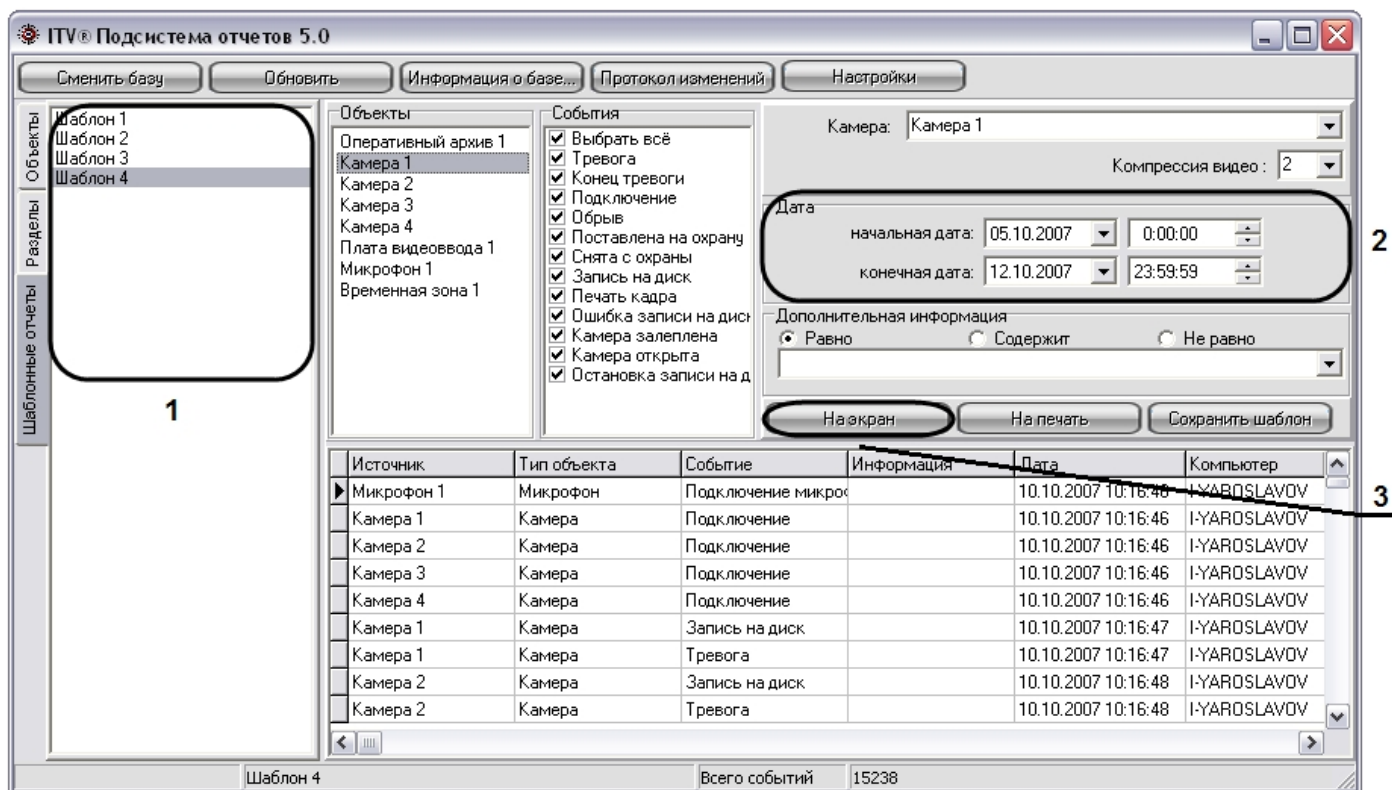 ITV® Подсистема отчетов 5.0
Сменить базу Обновить Информация о базе... Протокол изменений Настройки
Объекты
Разделы
Шаблонные отчеты
Шаблон 1
Шаблон 2
Шаблон 3
Шаблон 4
1
Объекты
Оперативный архив 1
Камера 1
Камера 2
Камера 3
Камера 4
Плата видеоввода 1
Микрофон 1
Временная зона 1
События
Выбрать всё
Тревога
Конец тревоги
Подключение
Обрыв
Поставлена на охрану
Снята с охраны
Запись на диск
Печать кадра
Ошибка записи на диск
Камера залеплена
Камера открыта
Остановка записи на д
Камера: Камера 1
Компрессия видео : 2
Дата
начальная дата: 05.10.2007 0:00:00
конечная дата: 12.10.2007 23:59:59
2
Дополнительная информация
Равно Содержит Не равно
На экран На печать Сохранить шаблон
3
Источник Тип объекта Событие Информация Дата Компьютер
Микрофон 1 Микрофон Подключение микроф 10.10.2007 10:16:46 I-YAROSLAVOV
Камера 1 Камера Подключение 10.10.2007 10:16:46 I-YAROSLAVOV
Камера 2 Камера Подключение 10.10.2007 10:16:46 I-YAROSLAVOV
Камера 3 Камера Подключение 10.10.2007 10:16:46 I-YAROSLAVOV
Камера 4 Камера Подключение 10.10.2007 10:16:46 I-YAROSLAVOV
Камера 1 Камера Запись на диск 10.10.2007 10:16:47 I-YAROSLAVOV
Камера 1 Камера Тревога 10.10.2007 10:16:47 I-YAROSLAVOV
Камера 2 Камера Запись на диск 10.10.2007 10:16:48 I-YAROSLAVOV
Камера 2 Камера Тревога 10.10.2007 10:16:48 I-YAROSLAVOV
Шаблон 4 Всего событий 15238